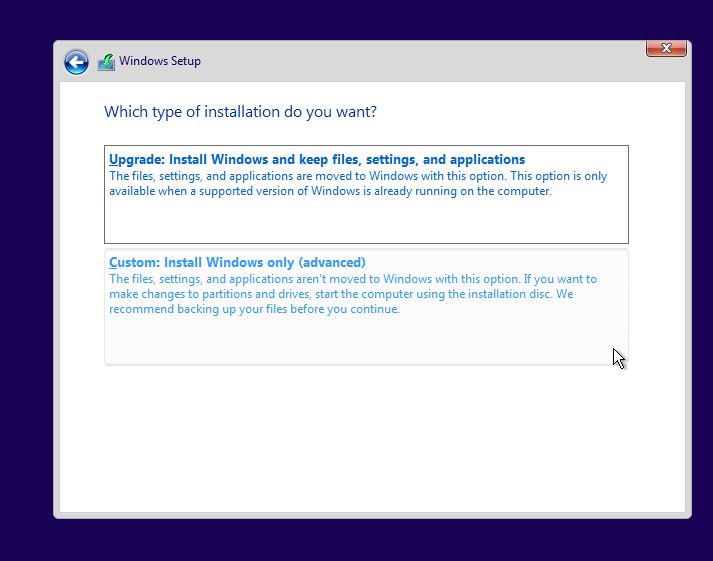 Windows Setup
Which type of installation do you want?
Upgrade: Install Windows and keep files, settings, and applications
The files, settings, and applications are moved to Windows with this option. This option is only
available when a supported version of Windows is already running on the computer.
Custom: Install Windows only (advanced)
The files, settings, and applications aren't moved to Windows with this option. If you want to
make changes to partitions and drives, start the computer using the installation disc. We
recommend backing up your files before you continue.